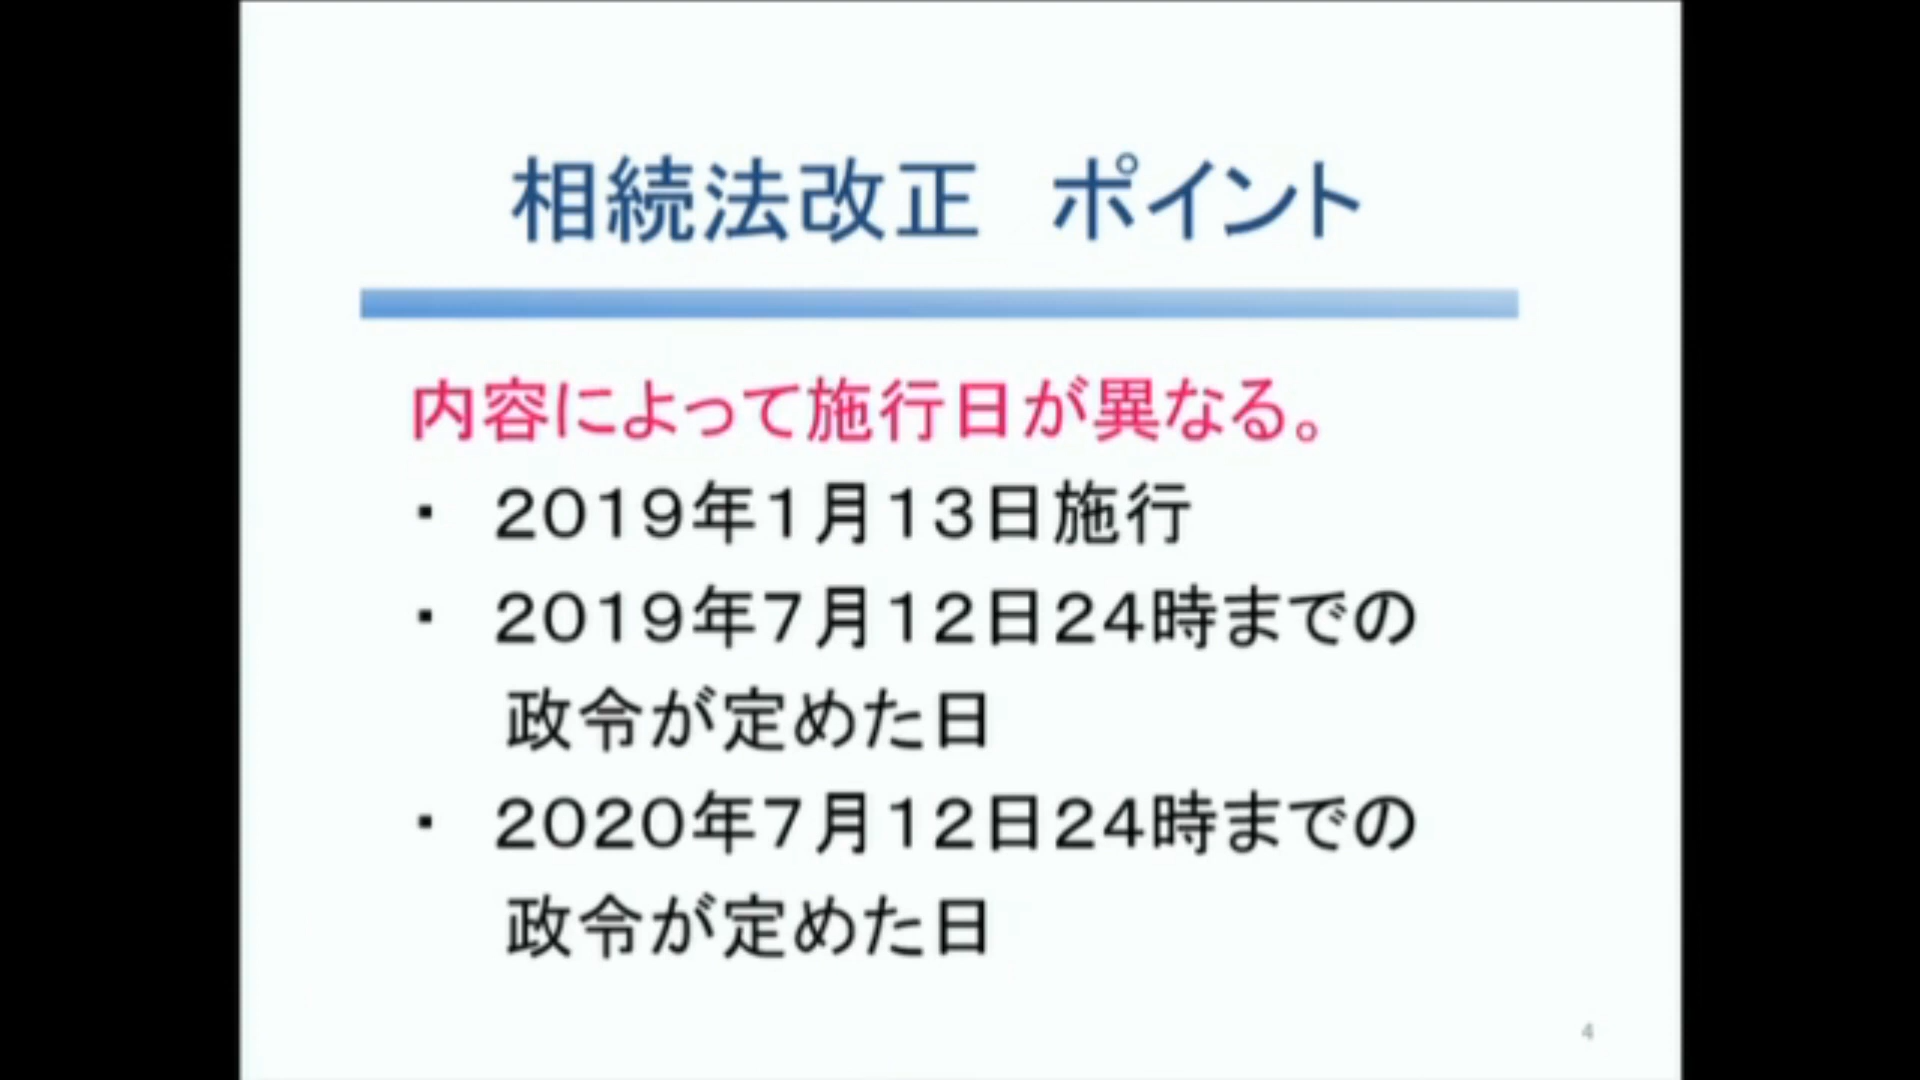 相続法改正　ポイント
内容によって施行日が異なる。
・ ２０１９年１月１３日施行
・ ２０１９年７月１２日２４時までの
政令が定めた日
・ ２０２０年７月１２日２４時までの
政令が定めた日
4